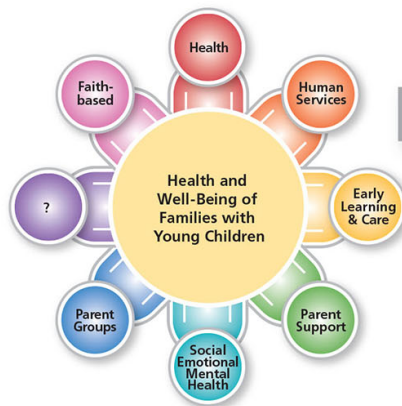 Health
Human
Services
Early
Learning
& Care
Parent
Support
Social
Emotional
Mental
Health
Parent
Groups
?
Faith-
based
Health and
Well-Being of
Families with
Young Children